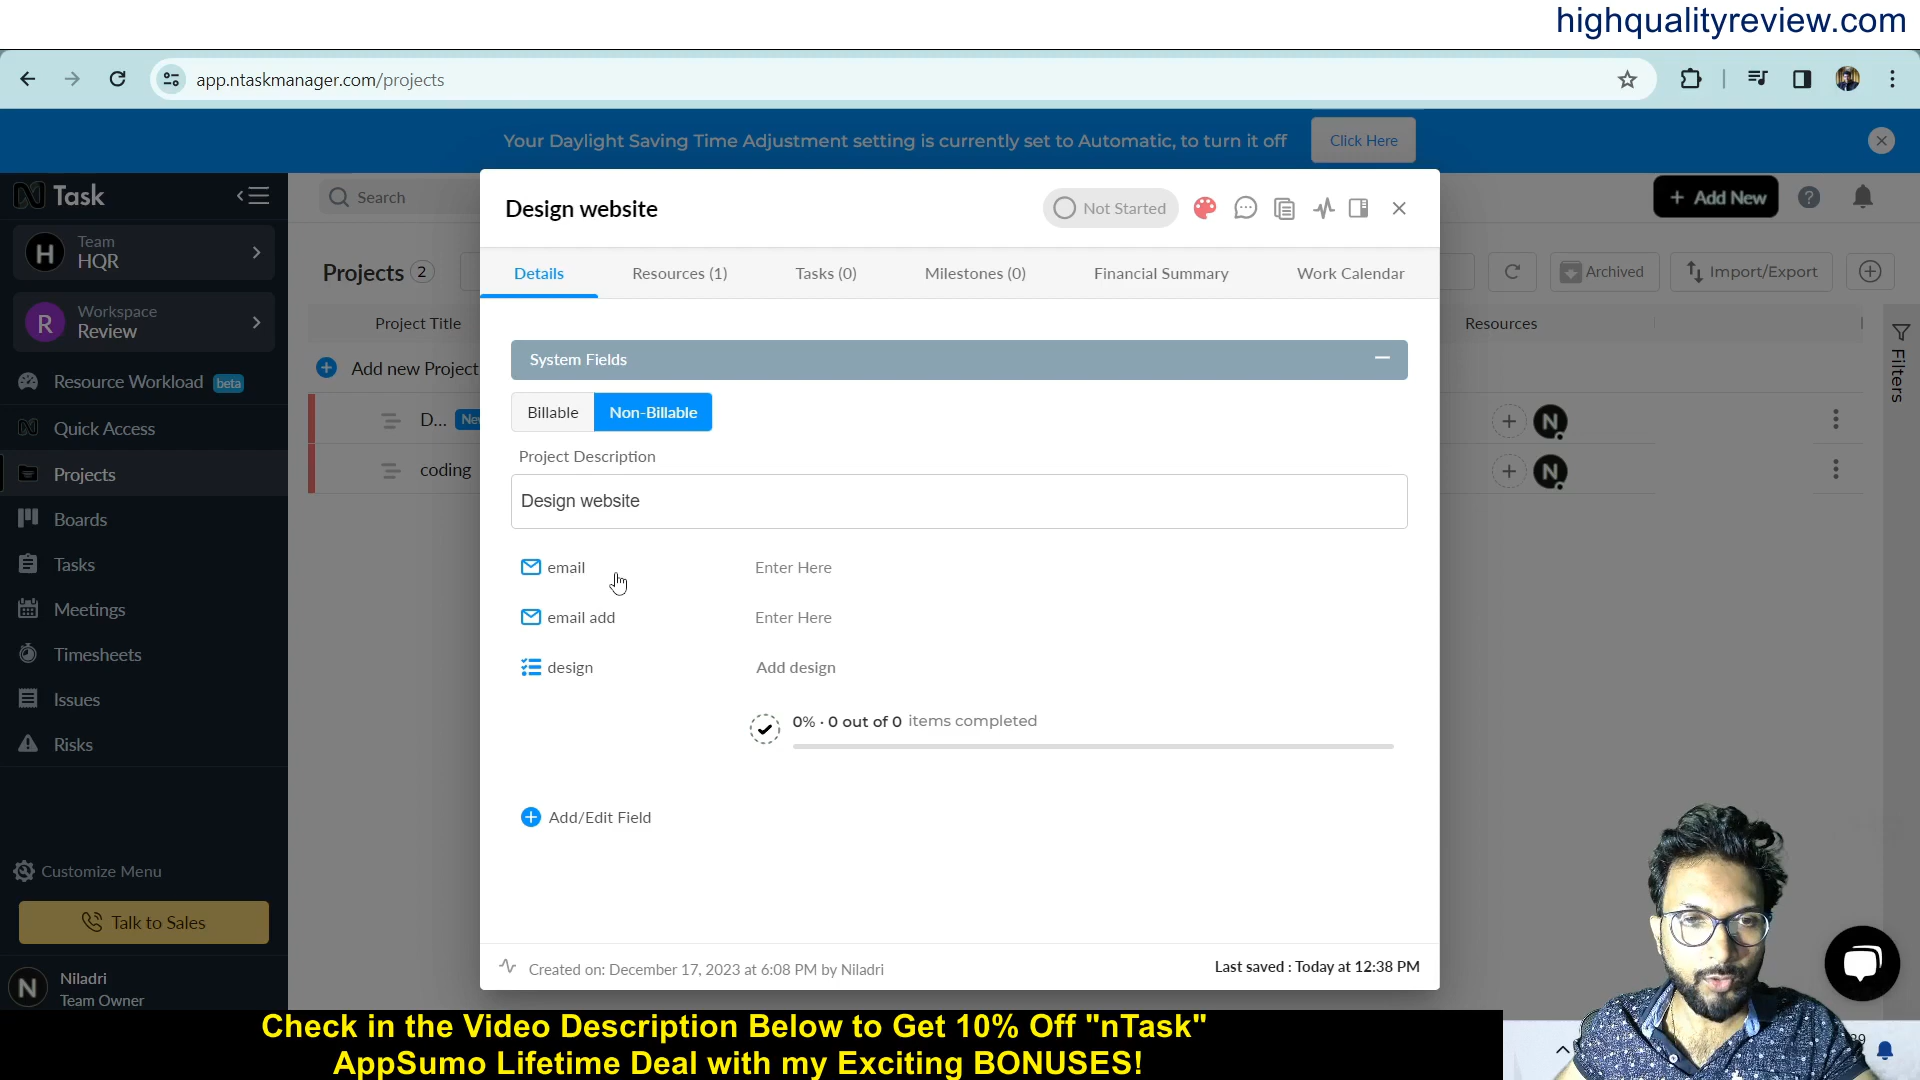 highqualityreview.com
app.ntaskmanager.com/projects
Your Daylight Saving Time Adjustment setting is currently set to Automatic, to turn it off
Click Here
Task
Search
Design website
Not Started
+ Add New
Team
H
HQR
Projects 2
Details
Resources (1)
Tasks (0)
Milestones (0)
Financial Summary
Work Calendar
Archived
Import/Export
Workspace
R
Review
Project Title
Resources
Filters
System Fields
Resource Workload beta
Add new Project
Billable
Non-Billable
D...
N
Quick Access
Project Description
Projects
coding
N
Design website
Boards
Tasks
email
Enter Here
Meetings
email add
Enter Here
Timesheets
design
Add design
Issues
0% · 0 out of 0 items completed
Risks
Add/Edit Field
Customize Menu
Talk to Sales
Created on: December 17, 2023 at 6:08 PM by Niladri
Last saved : Today at 12:38 PM
N
Niladri
Team Owner
Check in the Video Description Below to Get 10% Off "nTask"
AppSumo Lifetime Deal with my Exciting BONUSES!